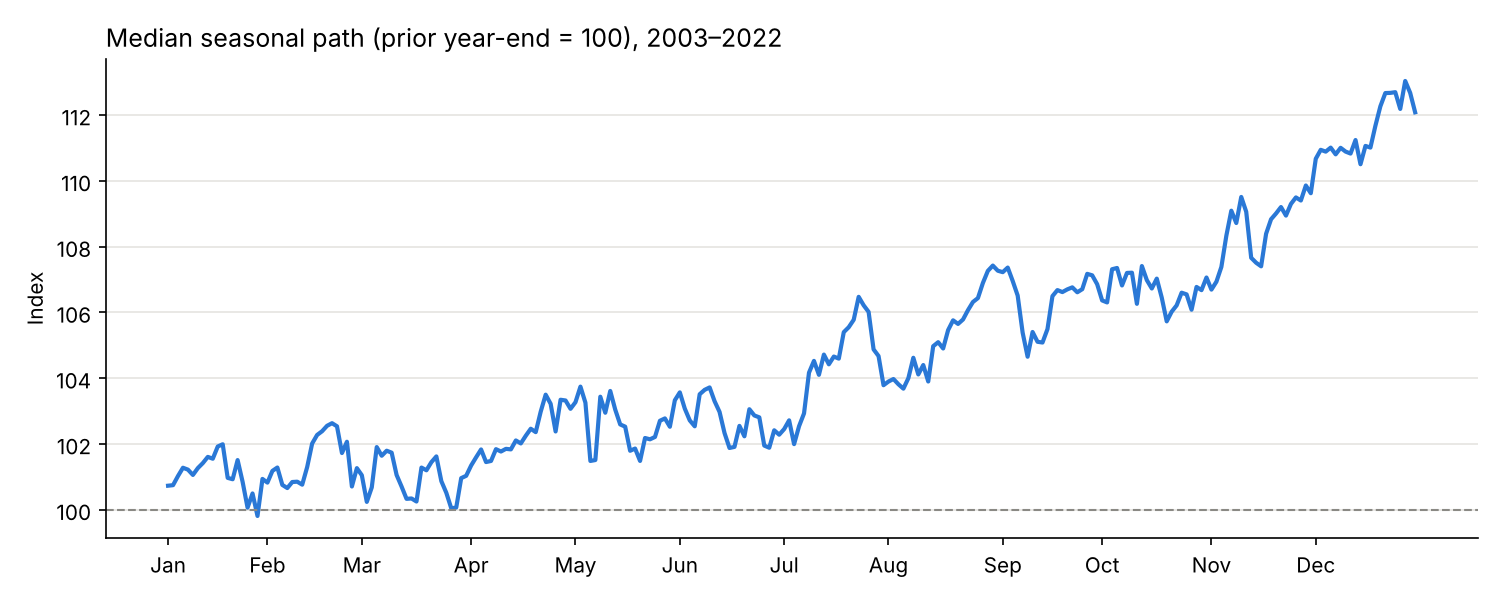 Median seasonal path (prior year-end = 100), 2003–2022
Index
112
110
108
106
104
102
100
Jan Feb Mar Apr May Jun Jul Aug Sep Oct Nov Dec